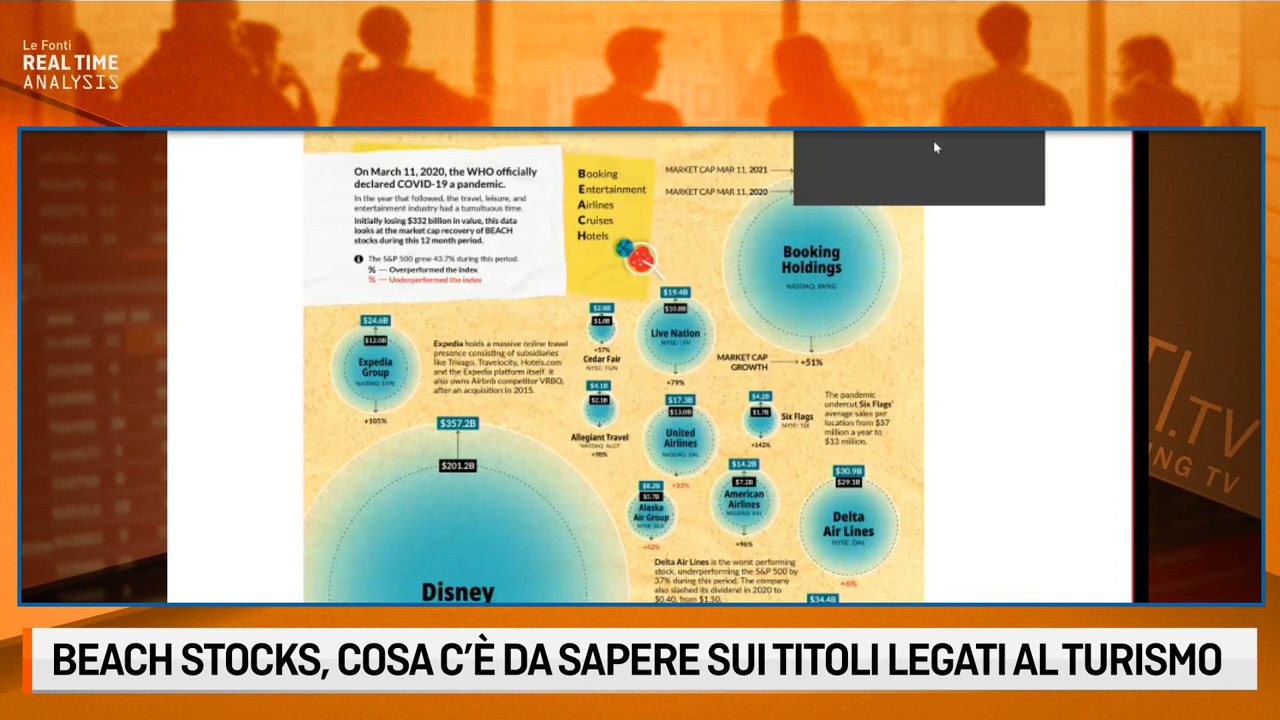 Le Fonti
REAL TIME
ANALYSIS
On March 11, 2020, the WHO officially
declared COVID-19 a pandemic.
In the year that followed, the travel, leisure, and
entertainment industry had a tumultuous time.
Initially losing $332 billion in value, this data
looks at the market cap recovery of BEACH
stocks during this 12 month period.
The S&P 500 grew 43.7% during this period.
% — Overperformed the index
% — Underperformed the index
Booking
Entertainment
Airlines
Cruises
Hotels
MARKET CAP MAR 11, 2021
MARKET CAP MAR 11, 2020
Booking
Holdings
NASDAQ: BKNG
MARKET CAP
GROWTH
+51%
$24.6B
$12.0B
Expedia
Group
NASDAQ: EXPE
+105%
Expedia holds a massive online travel
presence consisting of subsidiaries
like Trivago, Travelocity, Hotels.com
and the Expedia platform itself. It
also owns Airbnb competitor VRBO,
after an acquisition in 2015.
$2.8B
$1.8B
+57%
Cedar Fair
NYSE: FUN
$19.4B
$10.8B
Live Nation
NYSE: LYV
+79%
$4.1B
$2.1B
Allegiant Travel
NASDAQ: ALGT
+98%
$17.3B
$13.0B
United
Airlines
NASDAQ: UAL
+33%
$4.2B
$1.7B
Six Flags
NYSE: SIX
+142%
The pandemic
undercut Six Flags'
average sales per
location from $57
million a year to
$13 million.
$357.2B
$201.2B
Disney
$8.2B
$5.7B
Alaska
Air Group
NYSE: ALK
+42%
$14.2B
$7.2B
American
Airlines
NASDAQ: AAL
+96%
$30.9B
$29.1B
Delta
Air Lines
NYSE: DAL
+6%
Delta Air Lines is the worst performing
stock, underperforming the S&P 500 by
37% during this period. The company
also slashed its dividend in 2020 to
$0.40, from $1.50.
$34.4B
TI.TV
NG TV
BEACH STOCKS, COSA C'È DA SAPERE SUI TITOLI LEGATI AL TURISMO